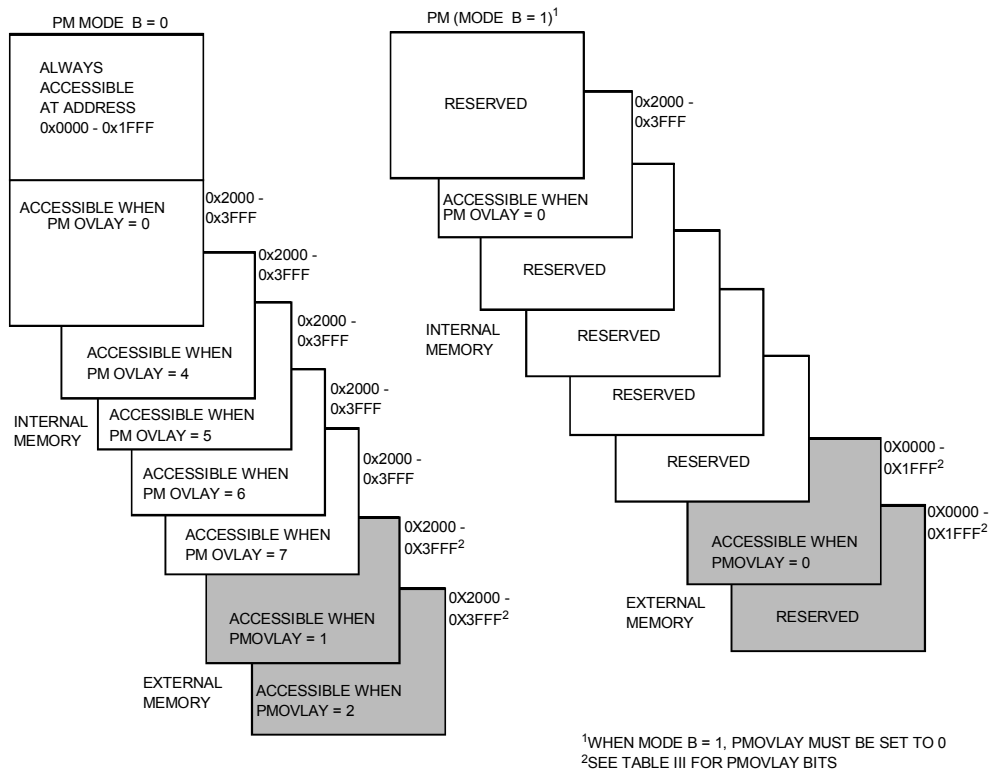 PM MODE B = 0
ALWAYS
ACCESSIBLE
AT ADDRESS
0x0000 - 0x1FFF
ACCESSIBLE WHEN
PM OVLAY = 0
0x2000 -
0x3FFF
0x2000 -
0x3FFF
ACCESSIBLE WHEN
PM OVLAY = 4
0x2000 -
0x3FFF
INTERNAL
MEMORY
ACCESSIBLE WHEN
PM OVLAY = 5
0x2000 -
0x3FFF
ACCESSIBLE WHEN
PM OVLAY = 6
0x2000 -
0x3FFF
ACCESSIBLE WHEN
PM OVLAY = 7
0X2000 -
0X3FFF²
ACCESSIBLE WHEN
PMOVLAY = 1
0X2000 -
0X3FFF²
EXTERNAL
MEMORY
ACCESSIBLE WHEN
PMOVLAY = 2
PM (MODE B = 1)¹
RESERVED
0x2000 -
0x3FFF
ACCESSIBLE WHEN
PM OVLAY = 0
RESERVED
INTERNAL
MEMORY
RESERVED
RESERVED
RESERVED
0X0000 -
0X1FFF²
ACCESSIBLE WHEN
PMOVLAY = 0
0X0000 -
0X1FFF²
EXTERNAL
MEMORY
RESERVED
¹WHEN MODE B = 1, PMOVLAY MUST BE SET TO 0
²SEE TABLE III FOR PMOVLAY BITS